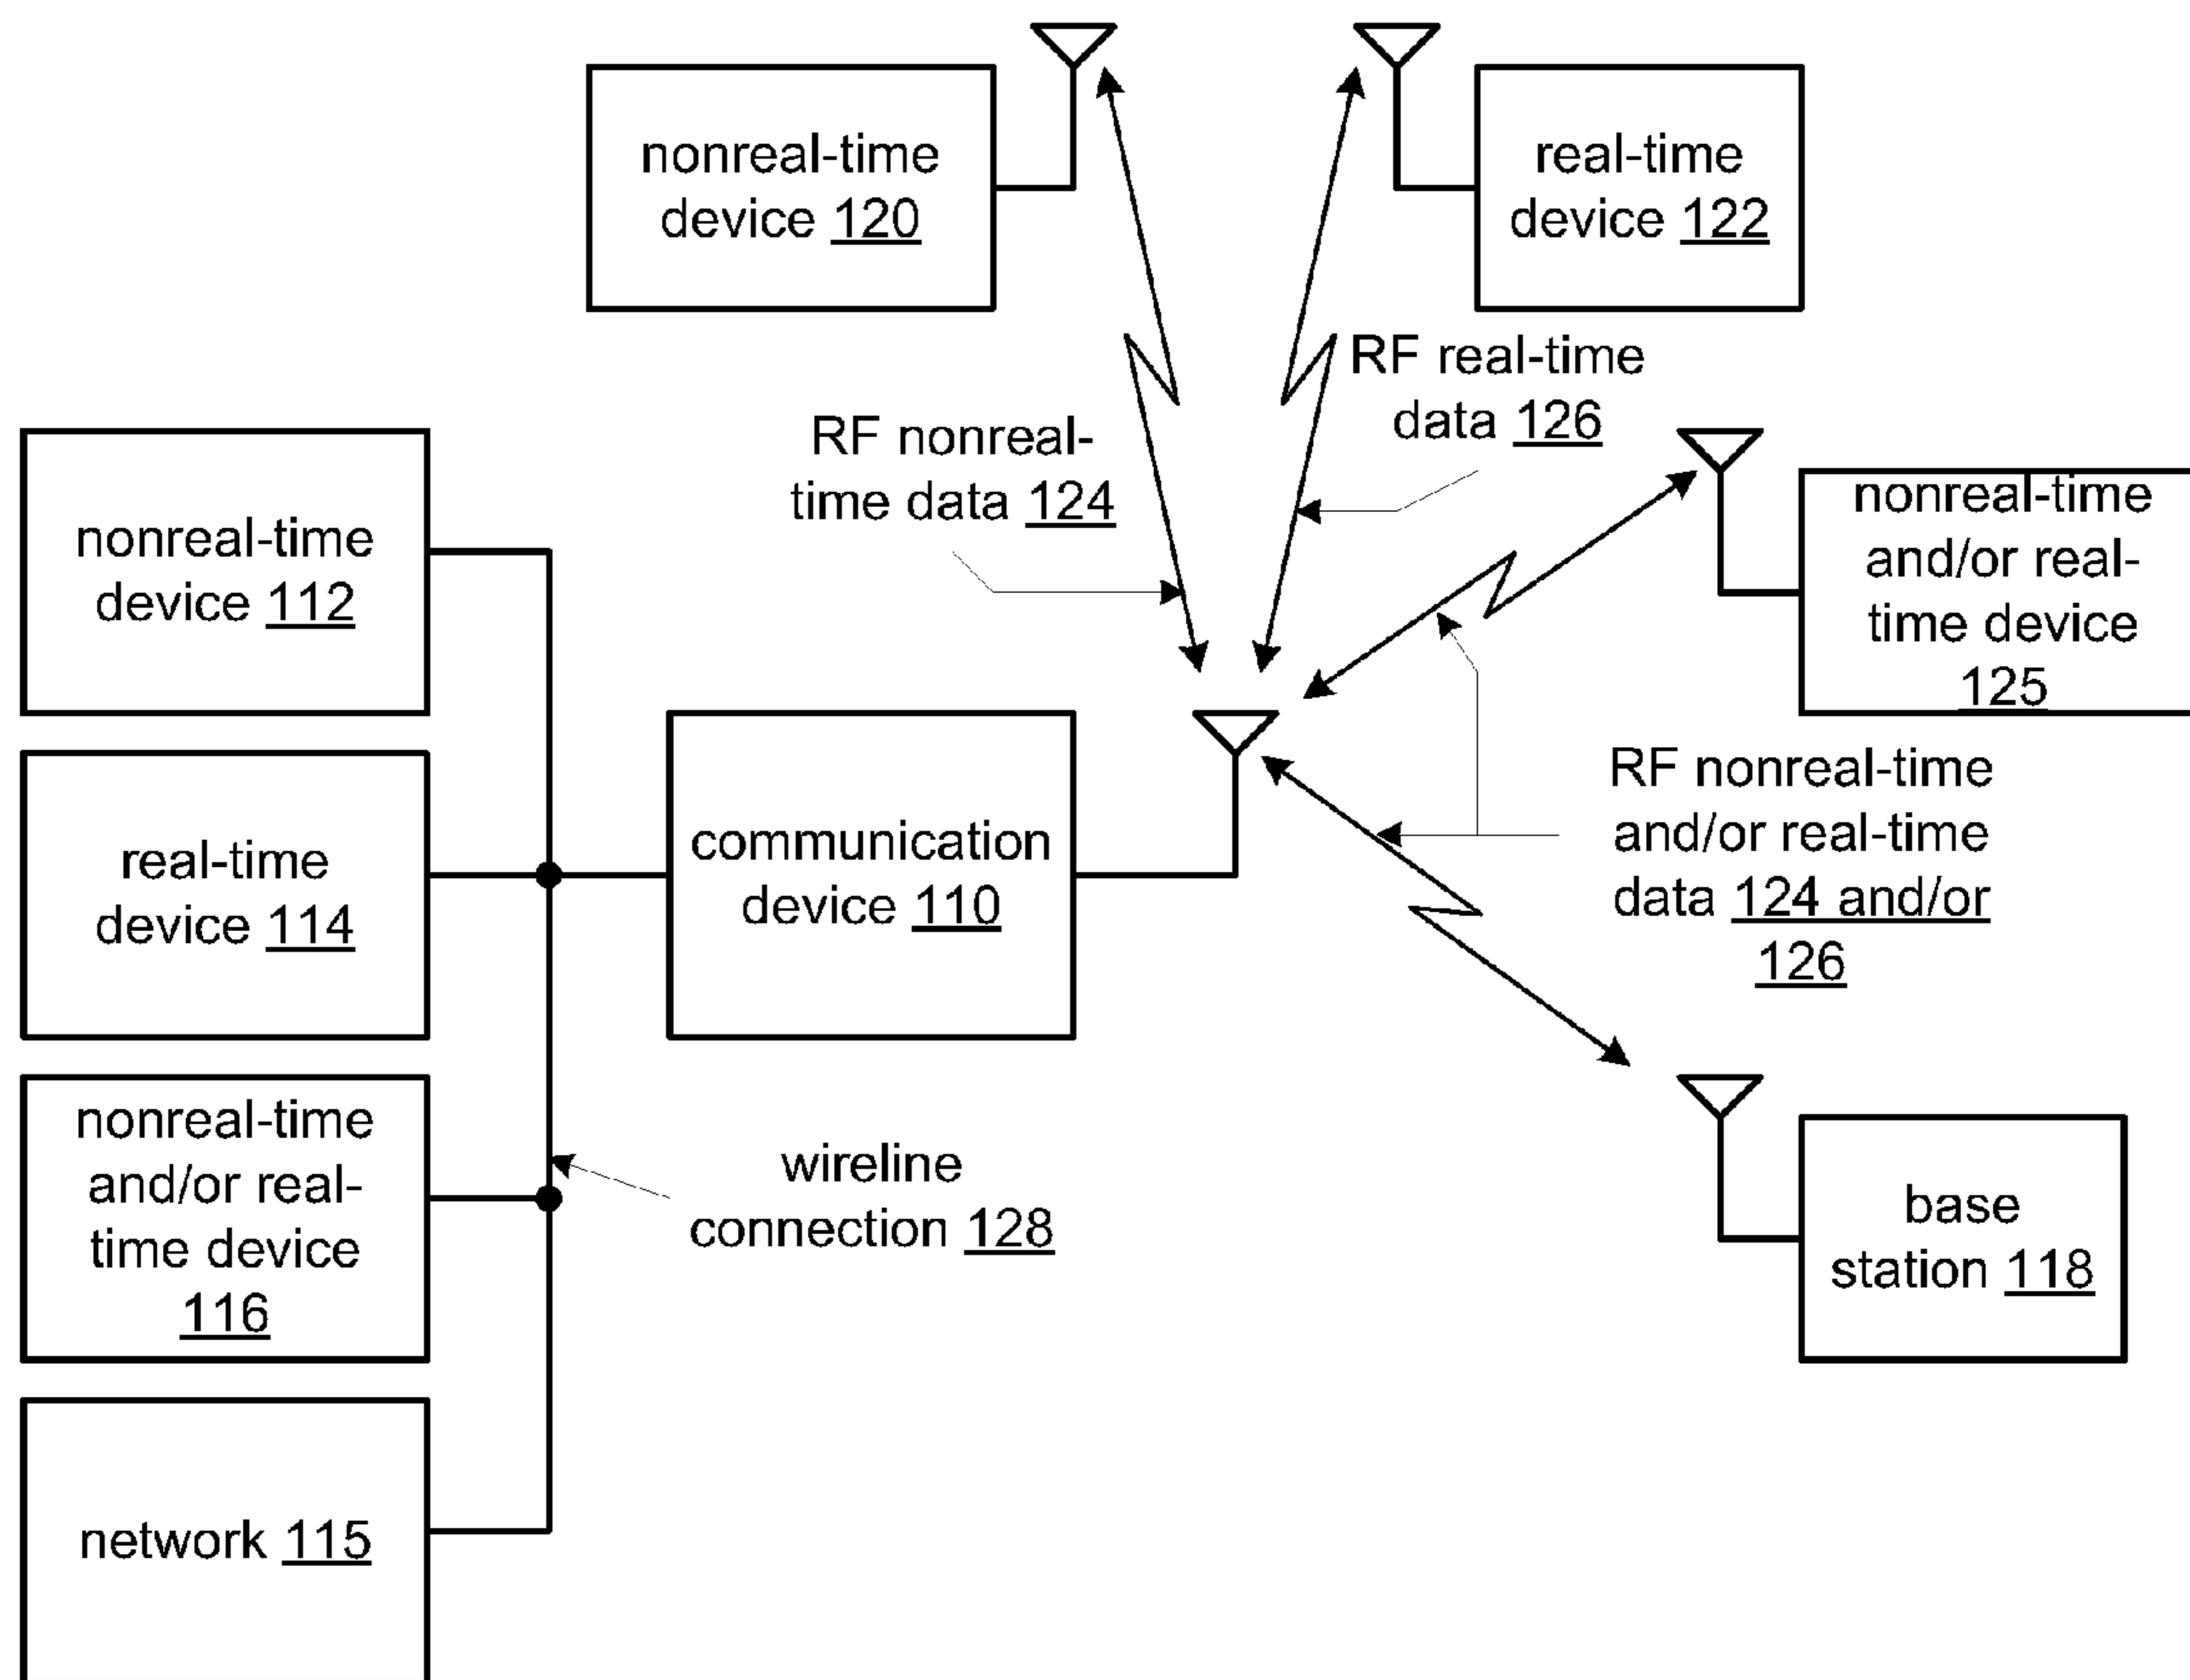 nonreal-time
device 120
real-time
device 122
RF real-time
data 126
RF nonreal-
time data 124
nonreal-time
device 112
nonreal-time
and/or real-
time device
125
real-time
device 114
communication
device 110
RF nonreal-time
and/or real-time
data 124 and/or
126
nonreal-time
and/or real-
time device
116
wireline
connection 128
base
station 118
network 115